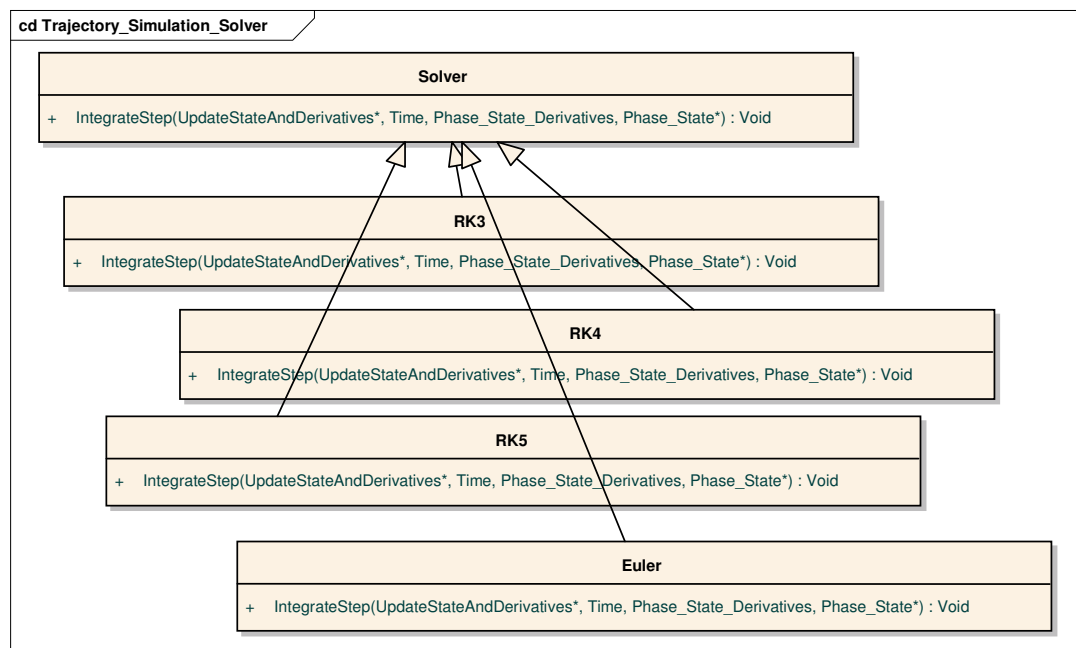 cd Trajectory_Simulation_Solver
Solver
+ IntegrateStep(UpdateStateAndDerivatives*, Time, Phase_State_Derivatives, Phase_State*) : Void
RK3
+ IntegrateStep(UpdateStateAndDerivatives*, Time, Phase_State_Derivatives, Phase_State*) : Void
RK4
+ IntegrateStep(UpdateStateAndDerivatives*, Time, Phase_State_Derivatives, Phase_State*) : Void
RK5
+ IntegrateStep(UpdateStateAndDerivatives*, Time, Phase_State_Derivatives, Phase_State*) : Void
Euler
+ IntegrateStep(UpdateStateAndDerivatives*, Time, Phase_State_Derivatives, Phase_State*) : Void